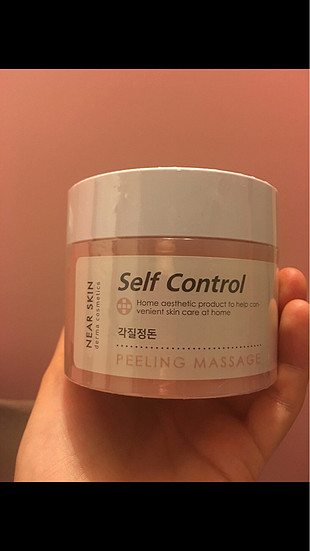 NEAR SKIN
derma cosmetics
Self Control
Home aesthetic product to help con-
venient skin care at home
각질정돈
PEELING MASSAGE